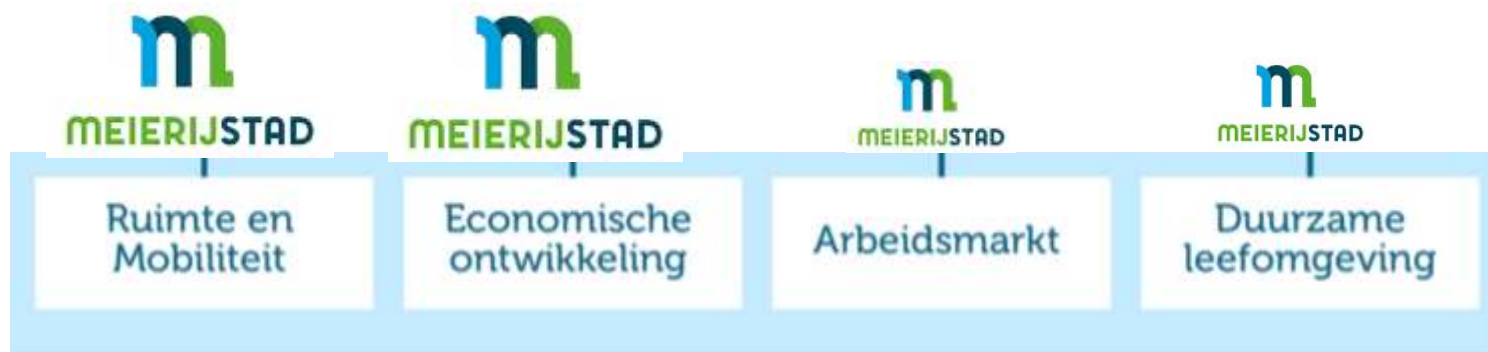 MEIERIJSTAD
MEIERIJSTAD
MEIERIJSTAD
MEIERIJSTAD
Ruimte en
Mobiliteit
Economische
ontwikkeling
Arbeidsmarkt
Duurzame
leefomgeving